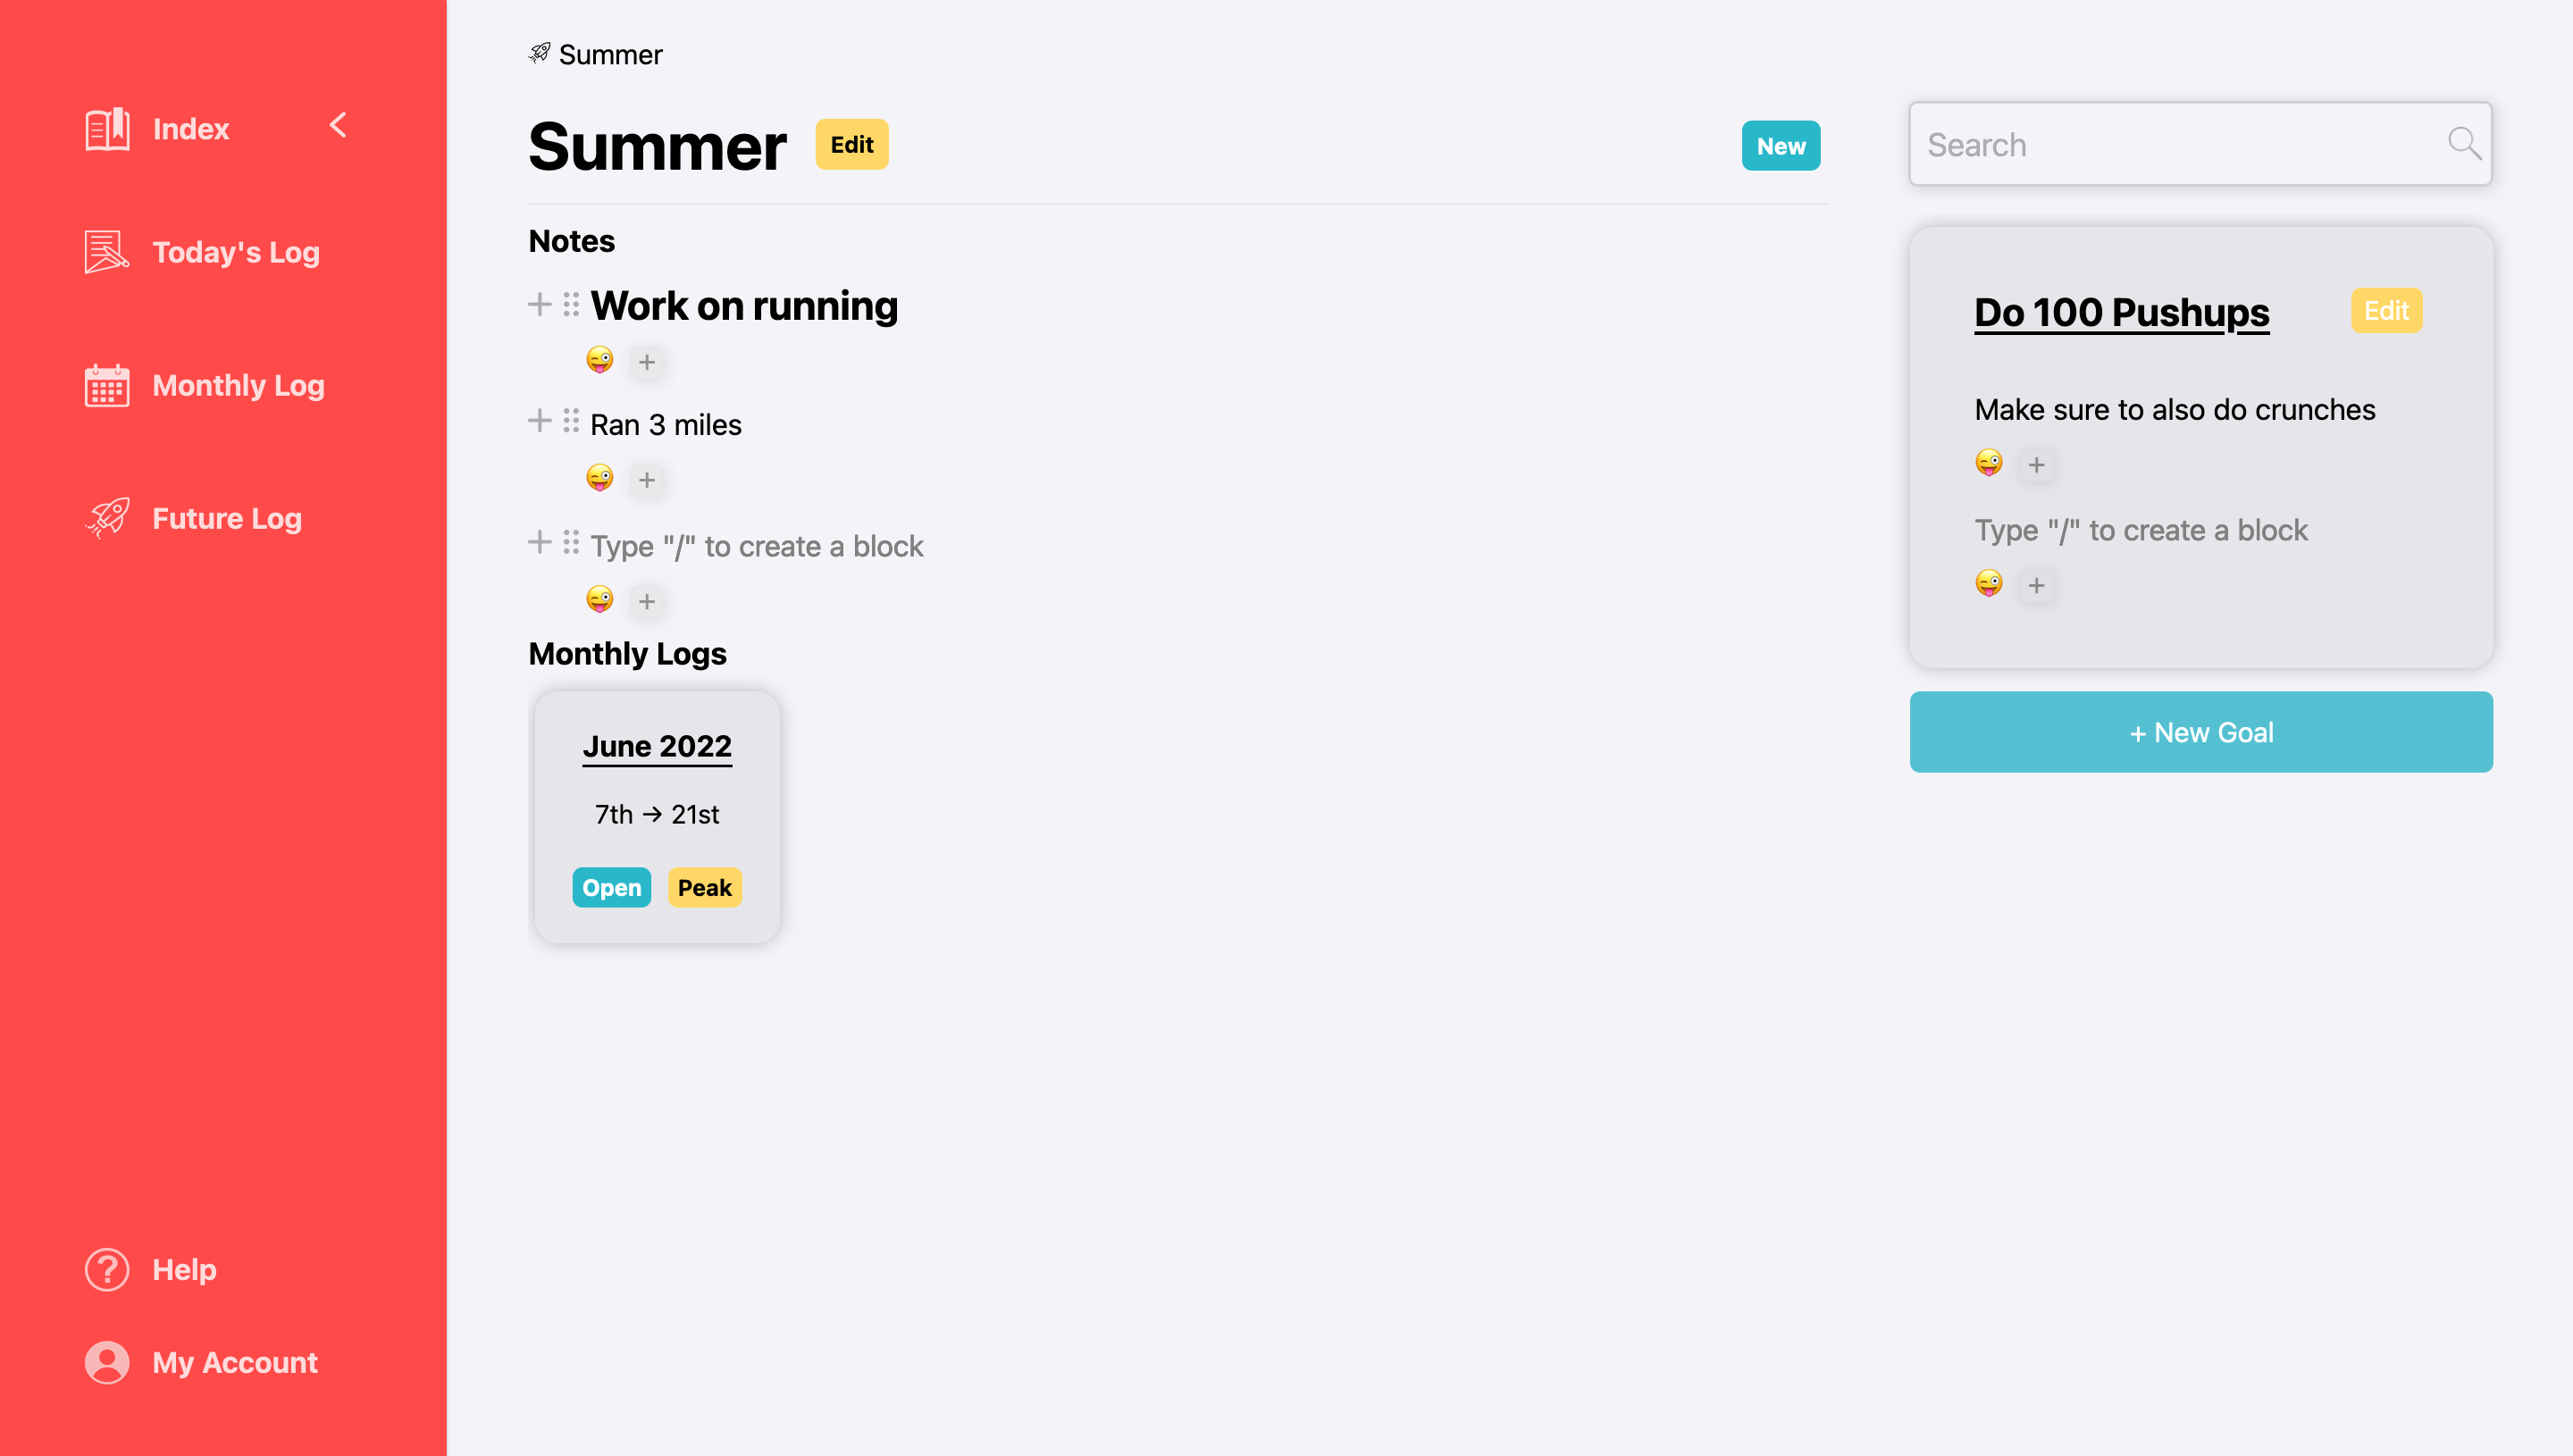 Index
Today's Log
Monthly Log
Future Log
Help
My Account
Summer
Summer
Edit
New
Notes
Work on running
Ran 3 miles
Type "/" to create a block
Monthly Logs
June 2022
7th → 21st
Open
Peak
Search
Do 100 Pushups
Edit
Make sure to also do crunches
Type "/" to create a block
+ New Goal